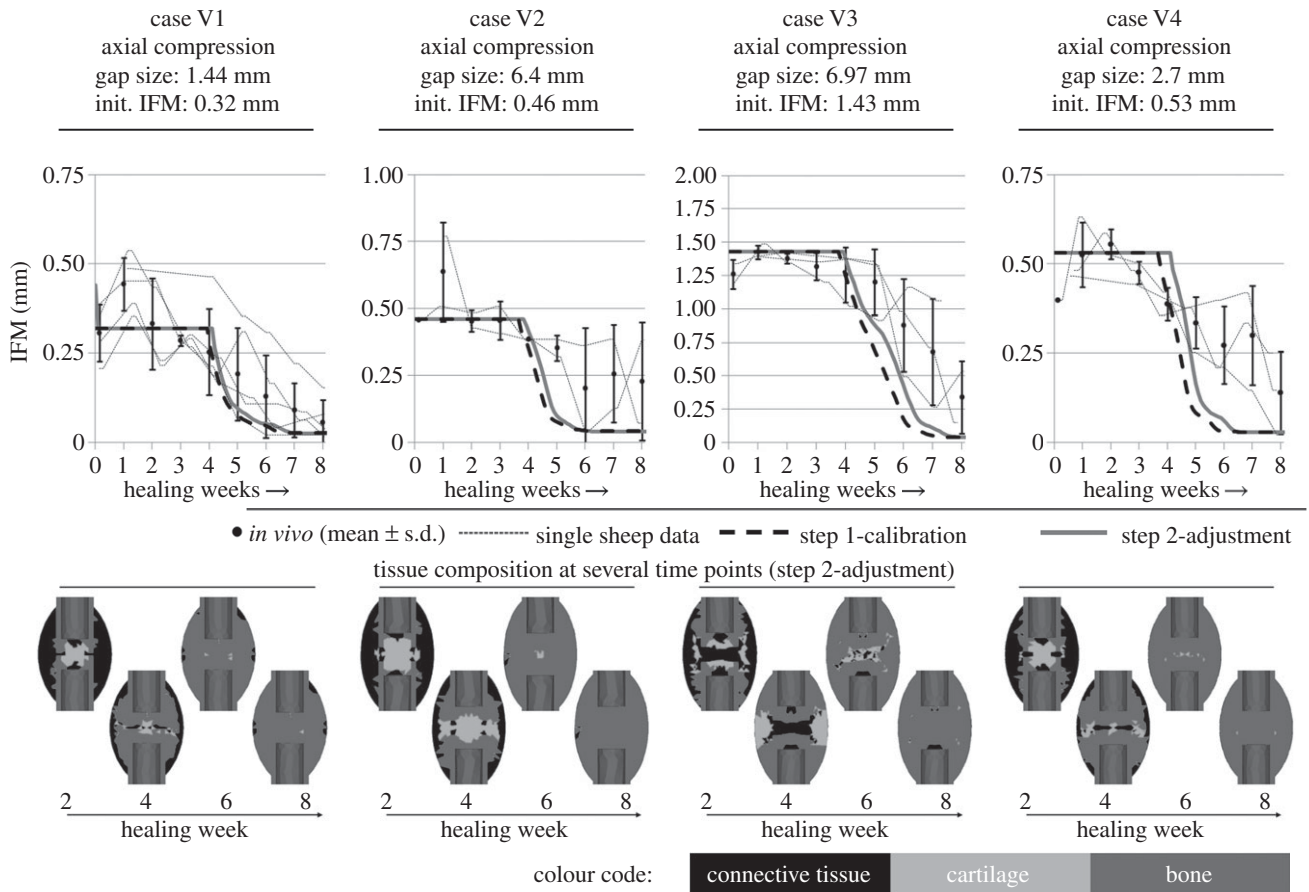 case V1
axial compression
gap size: 1.44 mm
init. IFM: 0.32 mm
case V2
axial compression
gap size: 6.4 mm
init. IFM: 0.46 mm
case V3
axial compression
gap size: 6.97 mm
init. IFM: 1.43 mm
case V4
axial compression
gap size: 2.7 mm
init. IFM: 0.53 mm
IFM (mm)
0.75
0.50
0.25
0
0 1 2 3 4 5 6 7 8
healing weeks →
1.00
0.75
0.50
0.25
0
0 1 2 3 4 5 6 7 8
healing weeks →
2.00
1.75
1.50
1.25
1.00
0.75
0.50
0.25
0
0 1 2 3 4 5 6 7 8
healing weeks →
0.75
0.50
0.25
0
0 1 2 3 4 5 6 7 8
healing weeks →
in vivo (mean ± s.d.) single sheep data step 1-calibration step 2-adjustment
tissue composition at several time points (step 2-adjustment)
2 4 6 8
healing week
2 4 6 8
healing week
2 4 6 8
healing week
2 4 6 8
healing week
colour code: connective tissue cartilage bone